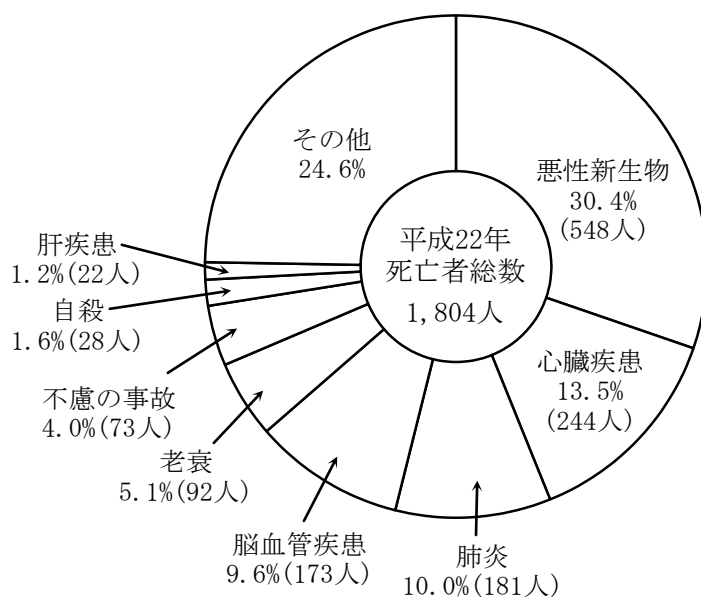 平成22年
死亡者総数
1,804人
悪性新生物
30.4%
(548人)
心臓疾患
13.5%
(244人)
肺炎
10.0%(181人)
脳血管疾患
9.6%(173人)
老衰
5.1%(92人)
不慮の事故
4.0%(73人)
自殺
1.6%(28人)
肝疾患
1.2%(22人)
その他
24.6%